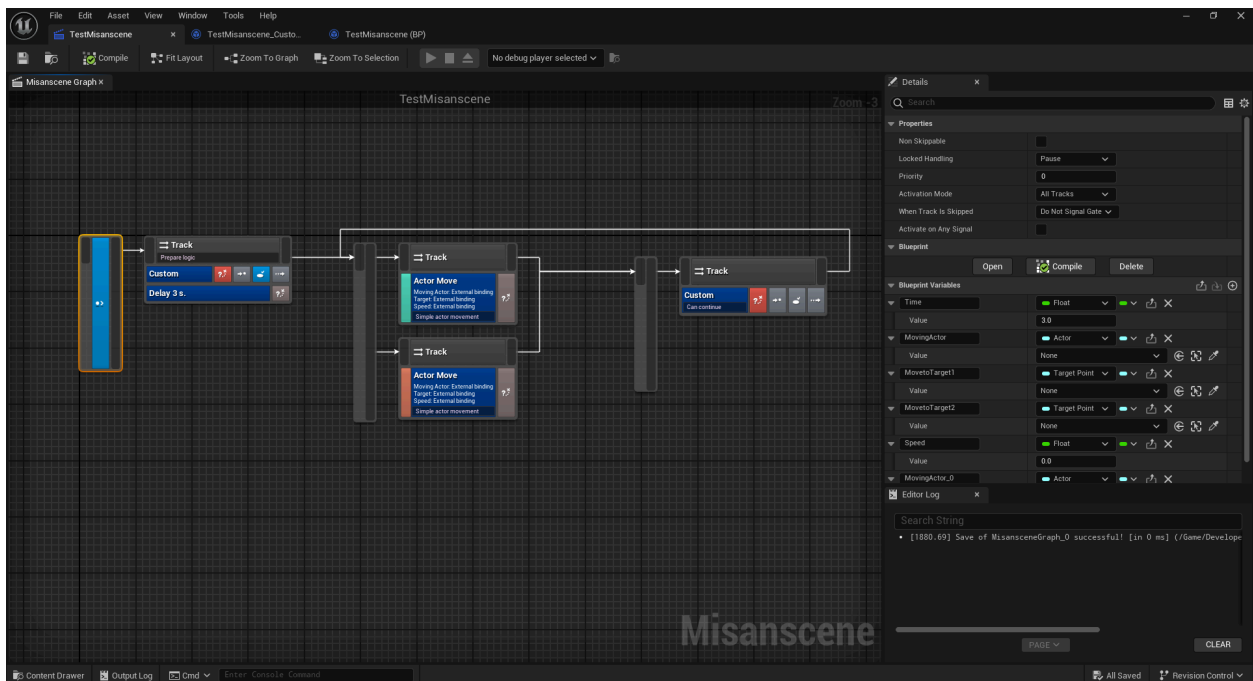 File Edit Asset View Window Tools Help
TestMisanscene × TestMisanscene_Custo... TestMisanscene (BP)
Compile Fit Layout Zoom To Graph Zoom To Selection No debug player selected
Misanscene Graph ×
TestMisanscene
Zoom -3
Track
Prepare logic
Custom
Delay 3 s.
Track
Actor Move
Moving Actor: External binding
Target: External binding
Speed: External binding
Simple actor movement
Track
Actor Move
Moving Actor: External binding
Target: External binding
Speed: External binding
Simple actor movement
Track
Custom
Can continue
Misanscene
Details ×
Search
Properties
Non Skippable
Locked Handling Pause
Priority 0
Activation Mode All Tracks
When Track Is Skipped Do Not Signal Gate
Activate on Any Signal
Blueprint
Open Compile Delete
Blueprint Variables
Time Float
Value 3.0
MovingActor Actor
Value None
MovetoTarget1 Target Point
Value None
MovetoTarget2 Target Point
Value None
Speed Float
Value 0.0
MovingActor_0 Actor
Editor Log ×
Search String
• [1880.69] Save of MisansceneGraph_0 successful! [in 0 ms] (/Game/Develope
PAGE CLEAR
Content Drawer Output Log Cmd Enter Console Command All Saved Revision Control